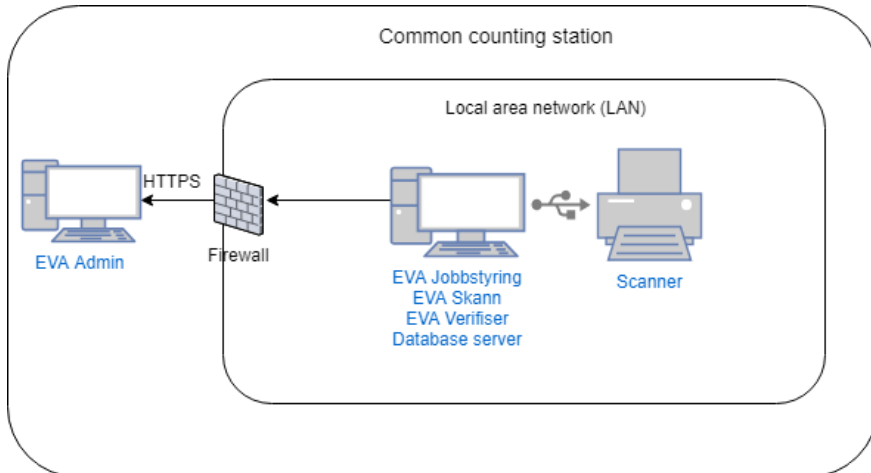 Common counting station
Local area network (LAN)
HTTPS
Firewall
EVA Admin
EVA Jobbstyring
EVA Skann
EVA Verifiser
Database server
Scanner